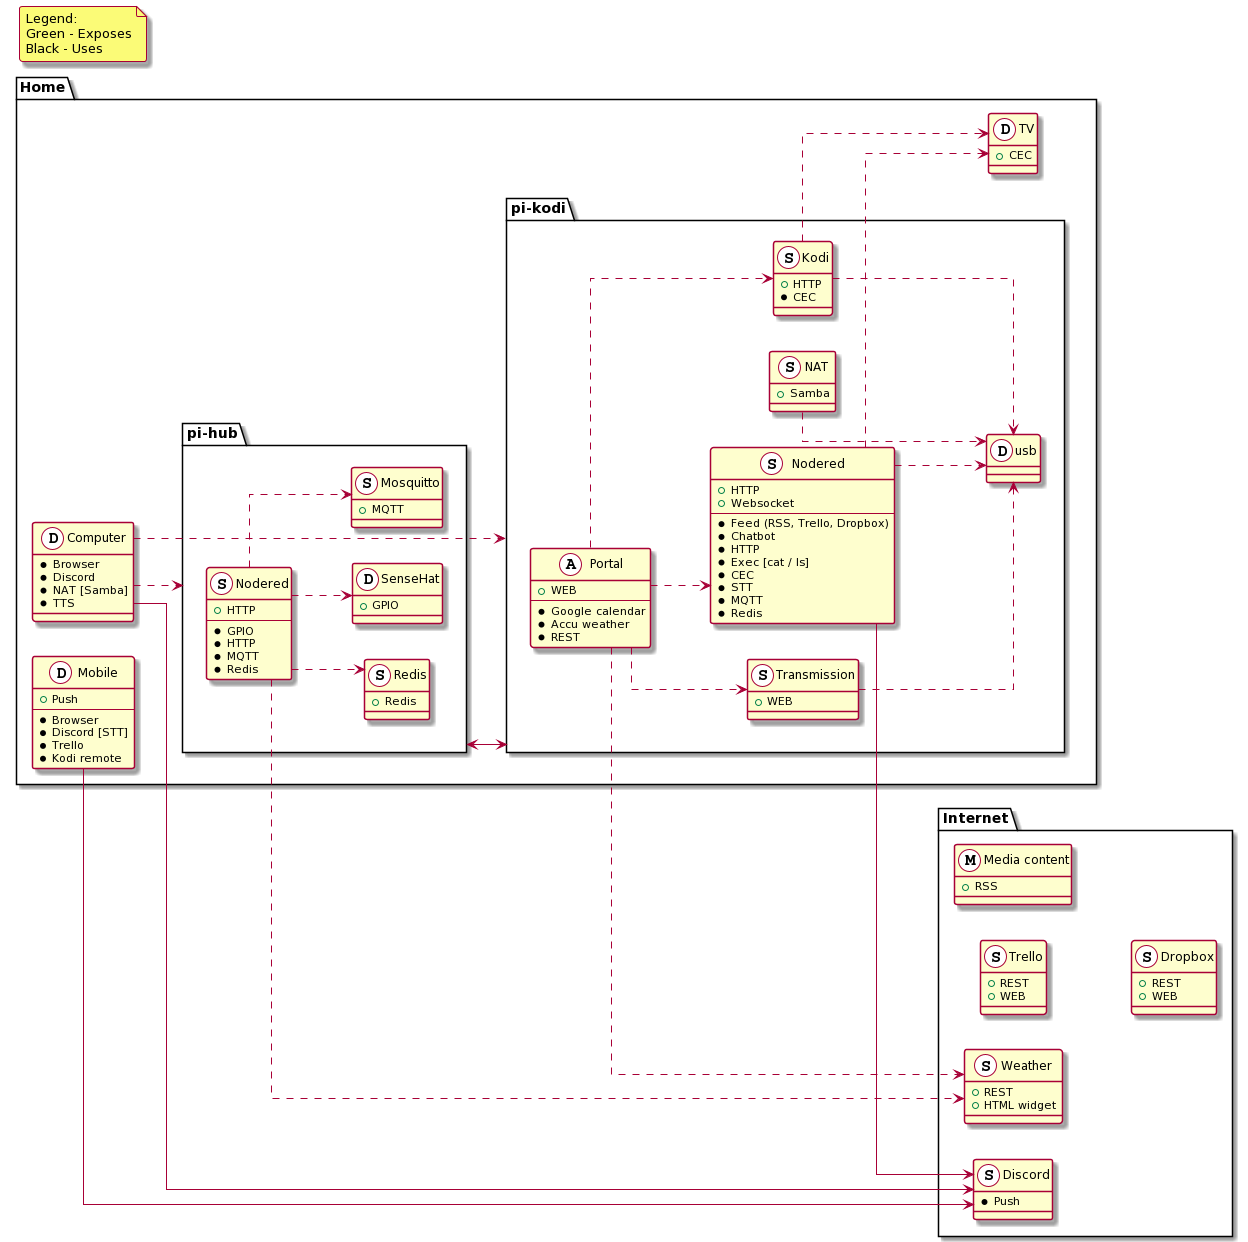 Legend:
Green - Exposes
Black - Uses
Home
D TV
CEC
pi-kodi
S Kodi
HTTP
CEC
S NAT
Samba
D usb
S Nodered
HTTP
Websocket
Feed (RSS, Trello, Dropbox)
Chatbot
HTTP
Exec [cat / ls]
CEC
STT
MQTT
Redis
A Portal
WEB
Google calendar
Accu weather
REST
S Transmission
WEB
pi-hub
S Mosquitto
MQTT
D SenseHat
GPIO
S Nodered
HTTP
GPIO
HTTP
MQTT
Redis
S Redis
Redis
D Computer
Browser
Discord
NAT [Samba]
TTS
D Mobile
Push
Browser
Discord [STT]
Trello
Kodi remote
Internet
M Media content
RSS
S Trello
REST
WEB
S Dropbox
REST
WEB
S Weather
REST
HTML widget
S Discord
Push